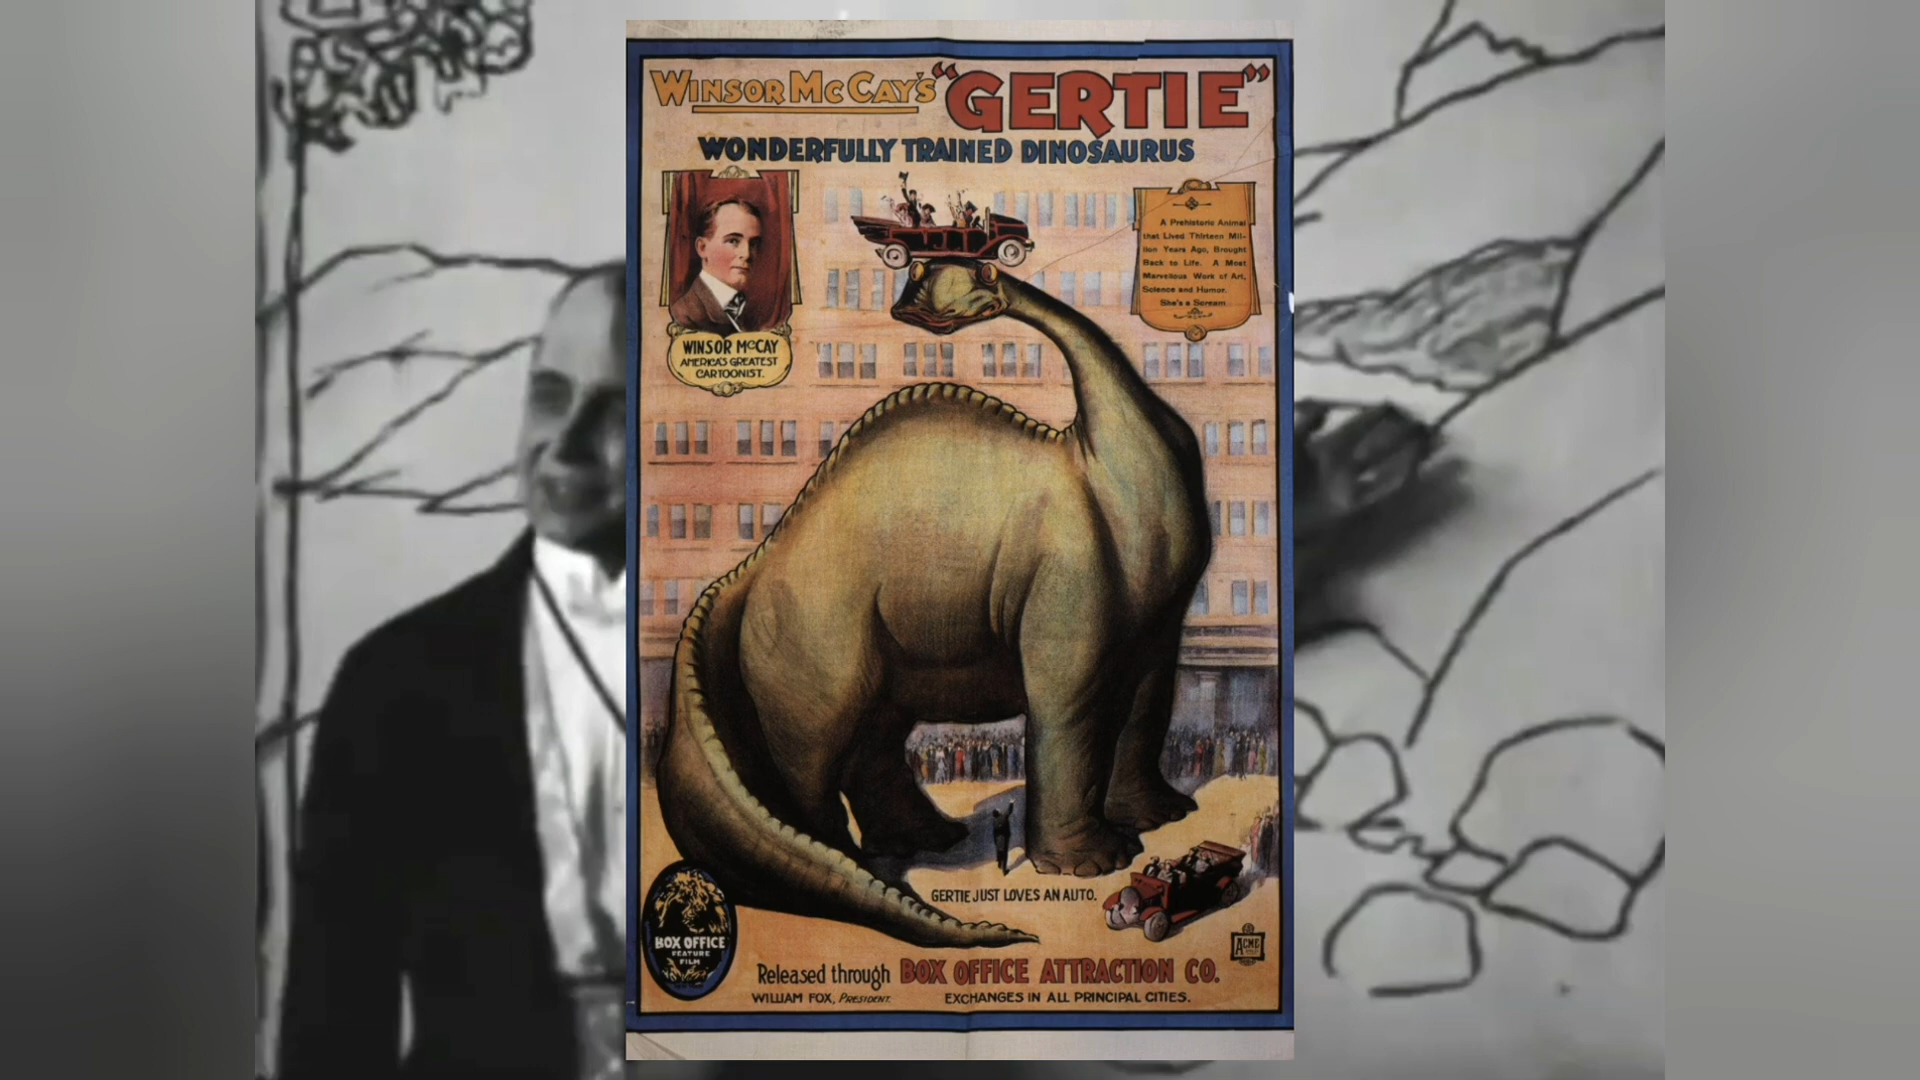 WINSOR McCAY'S "GERTIE"
WONDERFULLY TRAINED DINOSAURUS
WINSOR McCAY
AMERICA'S GREATEST
CARTOONIST.
A Prehistoric Animal
that Lived Thirteen Mil-
lion Years Ago, Brought
Back to Life. A Most
Marvelous Work of Art,
Science and Humor.
She's a Scream
GERTIE JUST LOVES AN AUTO.
BOX OFFICE
FEATURE
FILM
NEW YORK
ACME
Released through BOX OFFICE ATTRACTION CO.
WILLIAM FOX, PRESIDENT. EXCHANGES IN ALL PRINCIPAL CITIES.